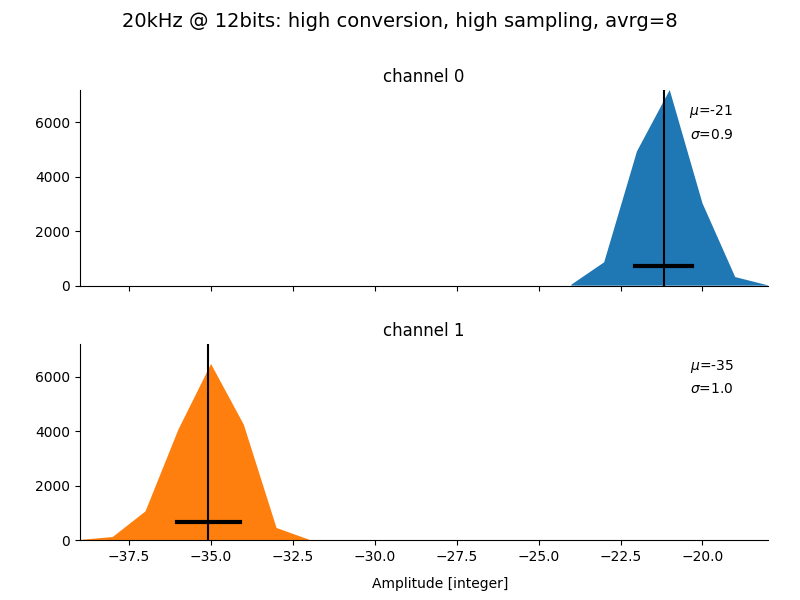 20kHz @ 12bits: high conversion, high sampling, avrg=8
channel 0
6000
4000
2000
0
μ=-21
σ=0.9
channel 1
6000
4000
2000
0
μ=-35
σ=1.0
−37.5 −35.0 −32.5 −30.0 −27.5 −25.0 −22.5 −20.0
Amplitude [integer]